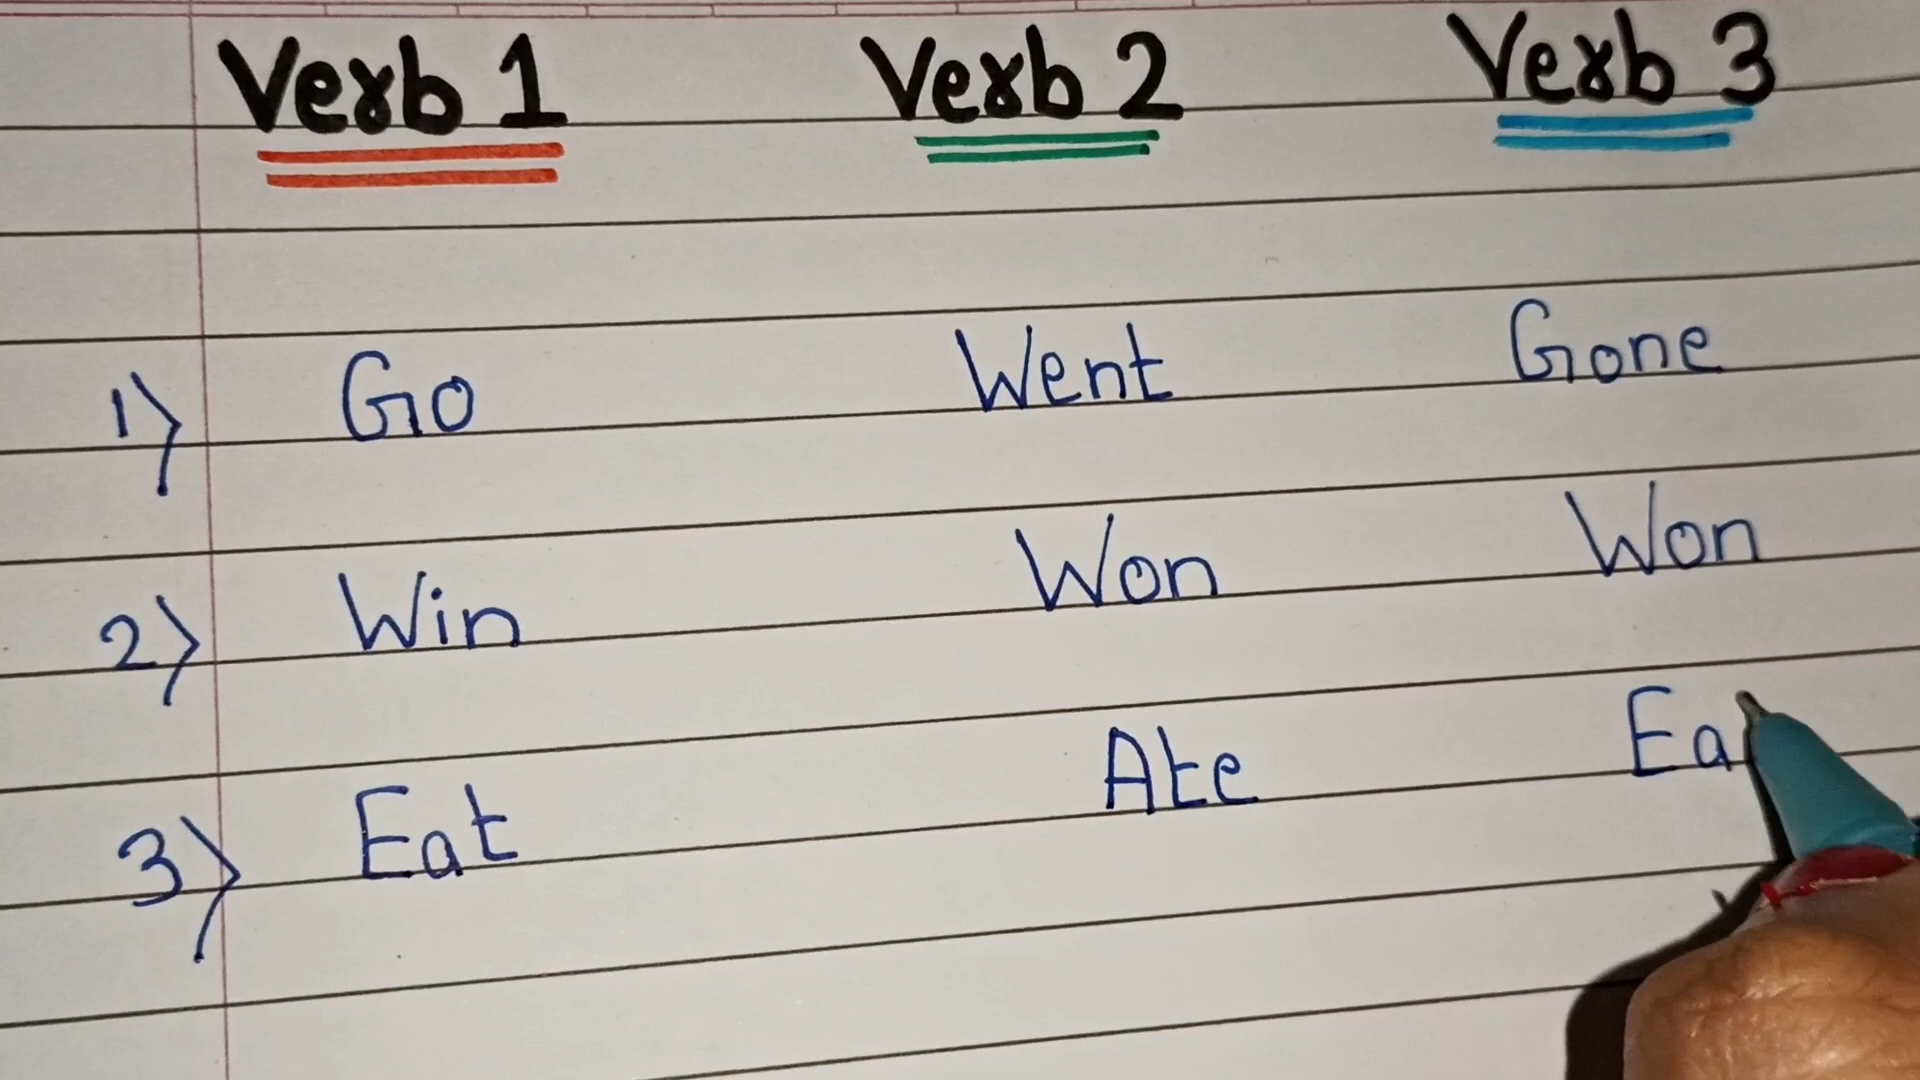 Verb 1 Verb 2 Verb 3
1) Go Went Gone
2) Win Won Won
3) Eat Ate Ea